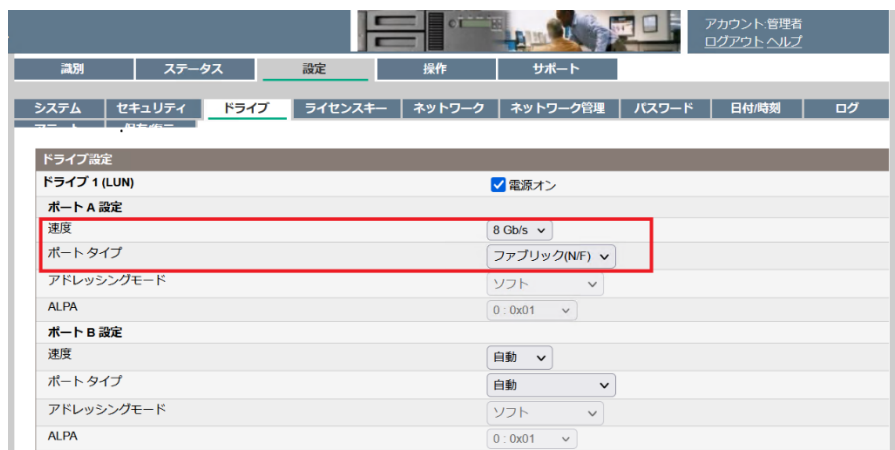 アカウント:管理者
ログアウト ヘルプ
識別 ステータス 設定 操作 サポート
システム セキュリティ ドライブ ライセンスキー ネットワーク ネットワーク管理 パスワード 日付/時刻 ログ
ドライブ設定
ドライブ 1 (LUN) 電源オン
ポート A 設定
速度 8 Gb/s
ポート タイプ ファブリック(N/F)
アドレッシングモード ソフト
ALPA 0 : 0x01
ポート B 設定
速度 自動
ポート タイプ 自動
アドレッシングモード ソフト
ALPA 0 : 0x01